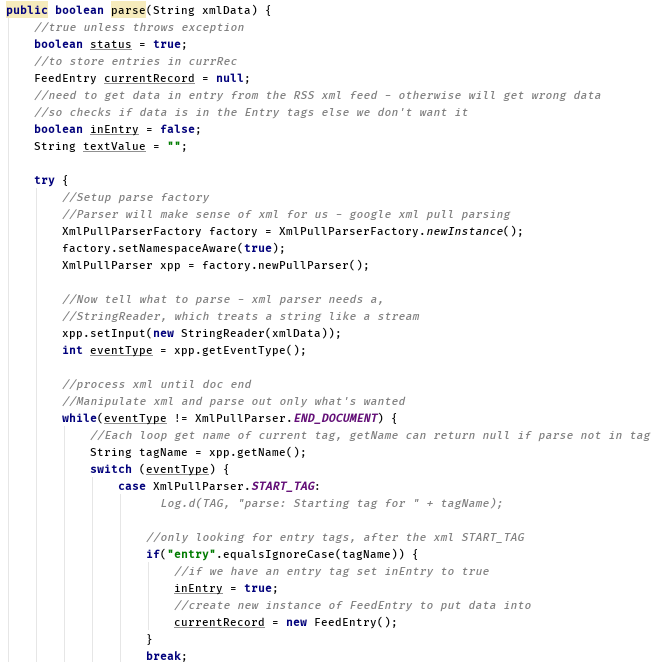 public boolean parse(String xmlData) {
//true unless throws exception
boolean status = true;
//to store entries in currRec
FeedEntry currentRecord = null;
//need to get data in entry from the RSS xml feed - otherwise will get wrong data
//so checks if data is in the Entry tags else we don't want it
boolean inEntry = false;
String textValue = "";
try {
//Setup parse factory
//Parser will make sense of xml for us - google xml pull parsing
XmlPullParserFactory factory = XmlPullParserFactory.newInstance();
factory.setNamespaceAware(true);
XmlPullParser xpp = factory.newPullParser();
//Now tell what to parse - xml parser needs a,
//StringReader, which treats a string like a stream
xpp.setInput(new StringReader(xmlData));
int eventType = xpp.getEventType();
//process xml until doc end
//Manipulate xml and parse out only what's wanted
while(eventType != XmlPullParser.END_DOCUMENT) {
//Each loop get name of current tag, getName can return null if parse not in tag
String tagName = xpp.getName();
switch (eventType) {
case XmlPullParser.START_TAG:
Log.d(TAG, "parse: Starting tag for " + tagName);
//only looking for entry tags, after the xml START_TAG
if("entry".equalsIgnoreCase(tagName)) {
//if we have an entry tag set inEntry to true
inEntry = true;
//create new instance of FeedEntry to put data into
currentRecord = new FeedEntry();
}
break;